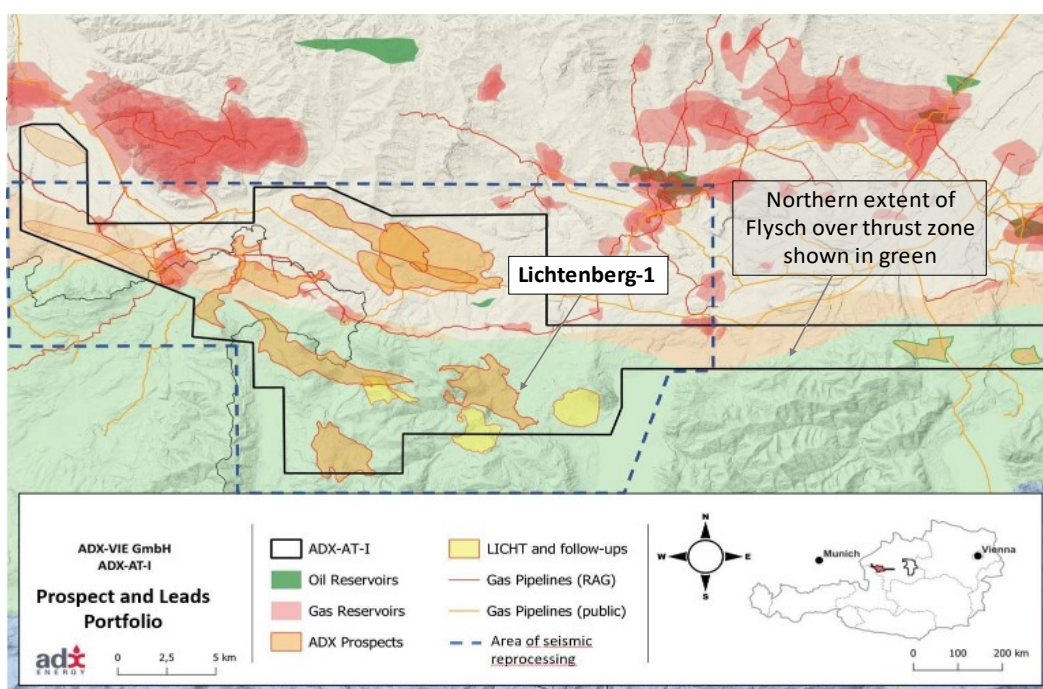 Northern extent of
Flysch over thrust zone
shown in green
Lichtenberg-1
ADX-VIE GmbH
ADX-AT-I
Prospect and Leads
Portfolio
adx
ENERGY
0 2,5 5 km
ADX-AT-I
Oil Reservoirs
Gas Reservoirs
ADX Prospects
LICHT and follow-ups
Gas Pipelines (RAG)
Gas Pipelines (public)
Area of seismic
reprocessing
N
W
E
S
Munich
Vienna
0 100 200 km